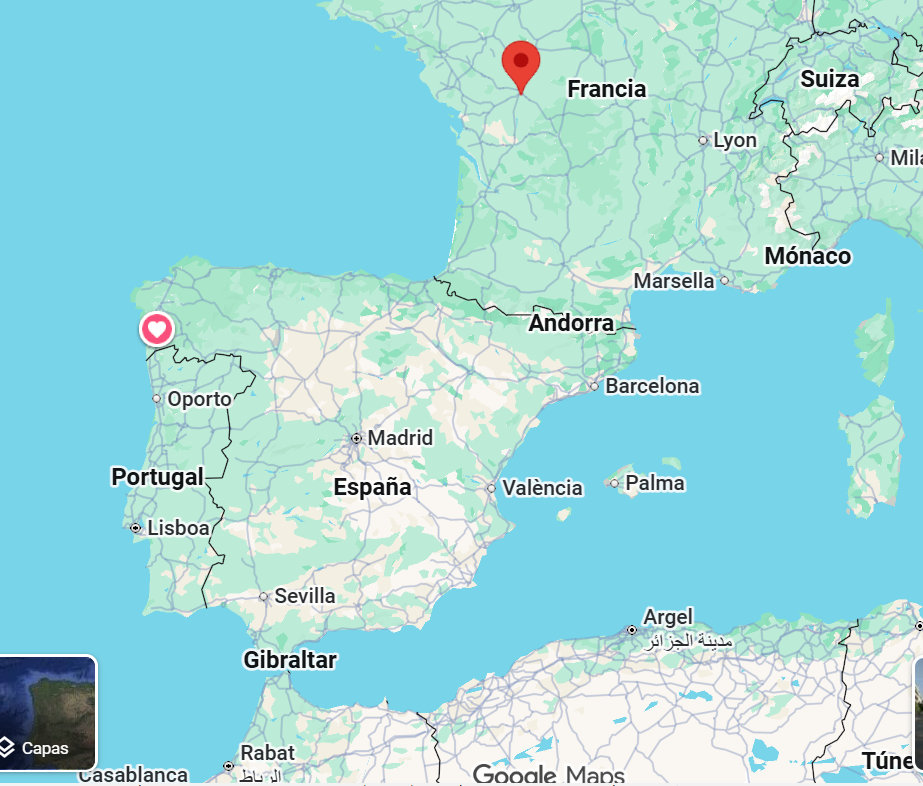 Francia
Suiza
Lyon
Mila
Mónaco
Marsella
Andorra
Barcelona
Oporto
Madrid
Portugal
España
València
Palma
Lisboa
Sevilla
Argel
مدينة الجزائر
Gibraltar
Capas
Rabat
الرباط
Casablanca
Google Maps
Túne